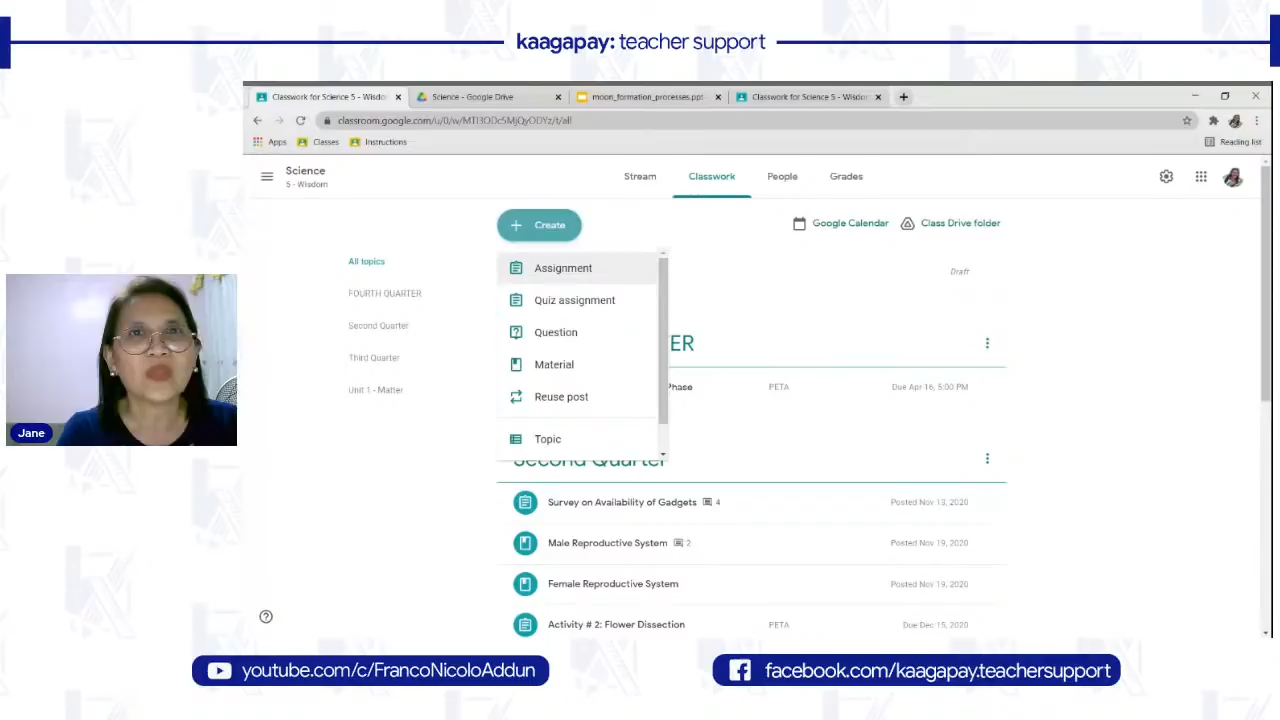 kaagapay: teacher support
Classwork for Science 5 - Wisdo
Science - Google Drive
moon_formation_processes.ppt
Classwork for Science 5 - Wisdo
Apps
Classes
Instructions
Reading list
Science
5 - Wisdom
Stream
Classwork
People
Grades
Create
Google Calendar
Class Drive folder
All topics
FOURTH QUARTER
Second Quarter
Third Quarter
Unit 1 - Matter
Assignment
Quiz assignment
Question
Material
Reuse post
Topic
Draft
ER
Phase
PETA
Due Apr 16, 5:00 PM
Second Quarter
Survey on Availability of Gadgets 4
Posted Nov 13, 2020
Male Reproductive System 2
Posted Nov 19, 2020
Female Reproductive System
Posted Nov 19, 2020
Activity # 2: Flower Dissection
PETA
Due Dec 15, 2020
Jane
youtube.com/c/FrancoNicoloAddun
facebook.com/kaagapay.teachersupport